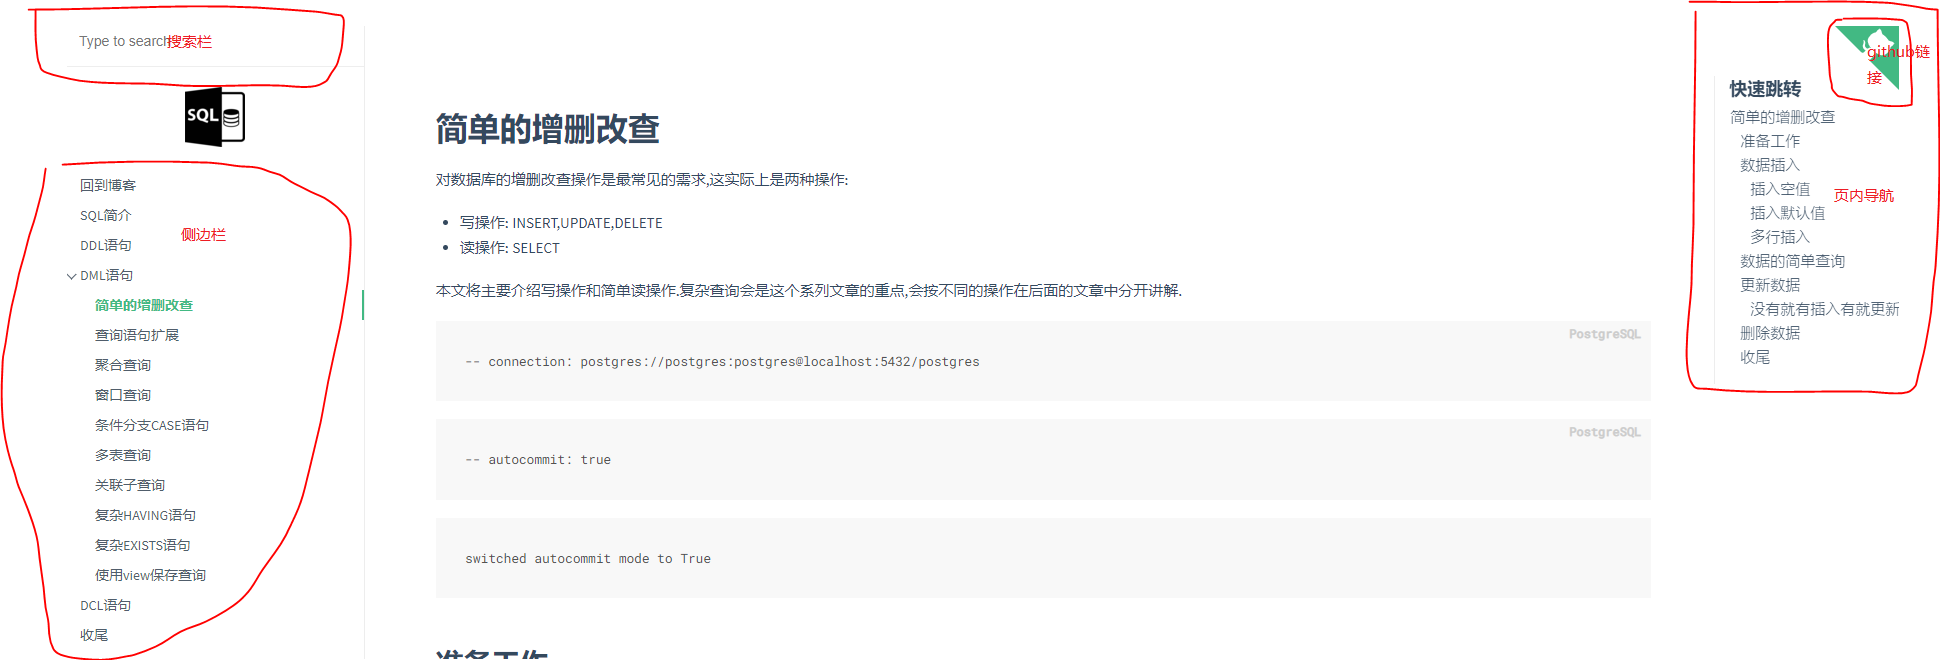 Type to search
搜索栏
SQL
回到博客
SQL简介
侧边栏
DDL语句
DML语句
简单的增删改查
查询语句扩展
聚合查询
窗口查询
条件分支CASE语句
多表查询
关联子查询
复杂HAVING语句
复杂EXISTS语句
使用view保存查询
DCL语句
收尾
简单的增删改查
对数据库的增删改查操作是最常见的需求,这实际上是两种操作:
写操作: INSERT,UPDATE,DELETE
读操作: SELECT
本文将主要介绍写操作和简单读操作.复杂查询会是这个系列文章的重点,会按不同的操作在后面的文章中分开讲解.
PostgreSQL
-- connection: postgres://postgres:postgres@localhost:5432/postgres
PostgreSQL
-- autocommit: true
switched autocommit mode to True
准备工作
github链
接
快速跳转
简单的增删改查
准备工作
数据插入
插入空值
页内导航
插入默认值
多行插入
数据的简单查询
更新数据
没有就有插入有就更新
删除数据
收尾